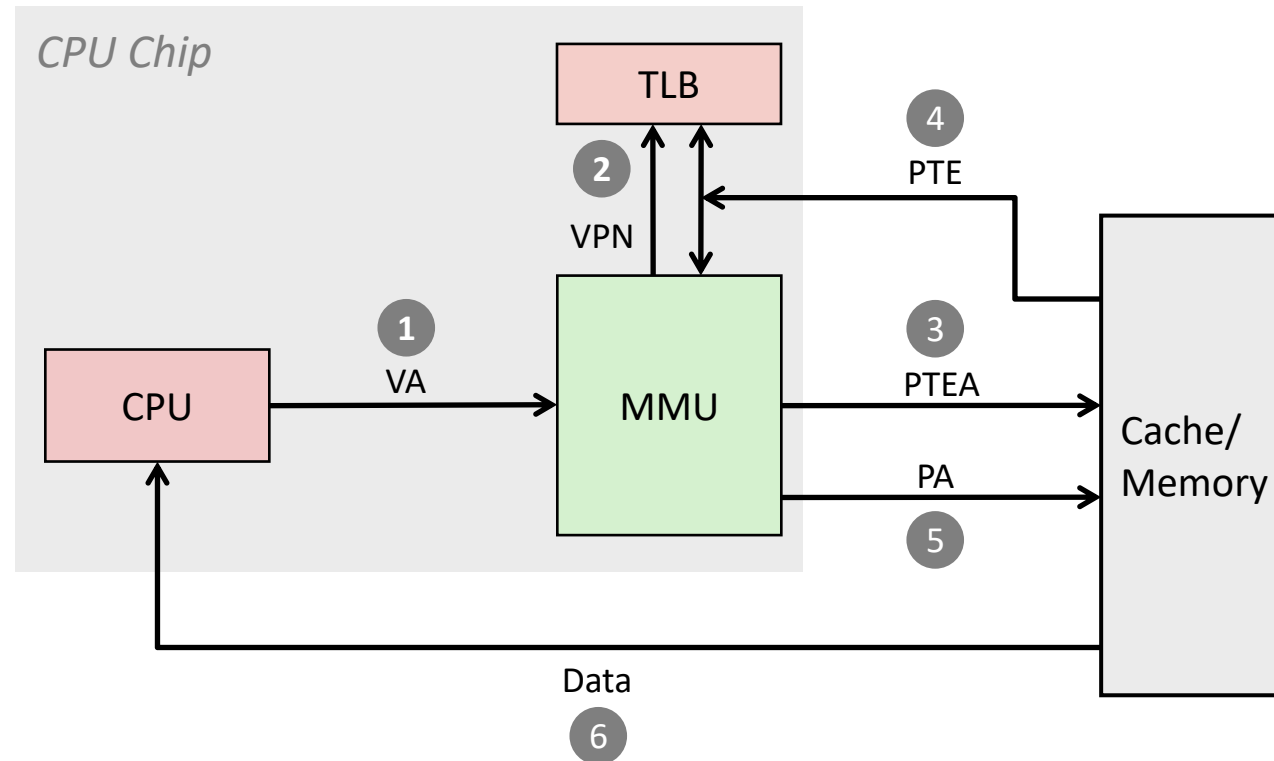 CPU Chip
TLB
4
PTE
2
VPN
1
VA
3
PTEA
CPU
MMU
Cache/
Memory
PA
5
Data
6